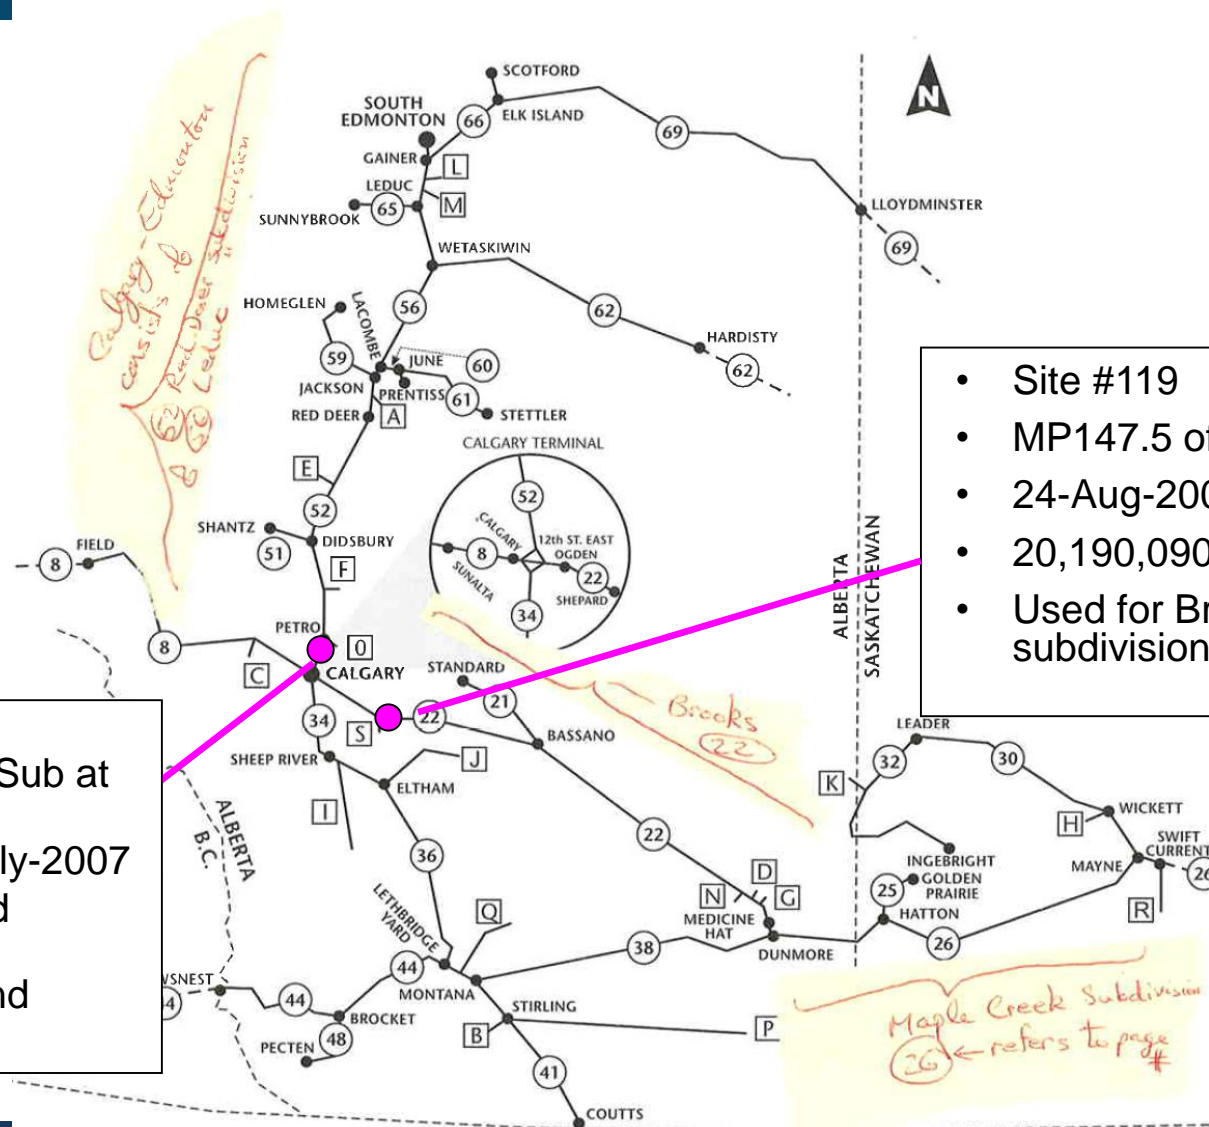 SCOTFORD
SOUTH
EDMONTON
66
ELK ISLAND
69
N
GAINER
L
LEDUC
M
65
SUNNYBROOK
LLOYDMINSTER
69
WETASKIWIN
Calgary-Edmonton
consists of
52 Red Deer Subdivision
& 56 Leduc "
HOMEGLEN
LACOMBE
56
62
HARDISTY
62
59
JUNE
60
JACKSON
PRENTISS
61
RED DEER
A
STETTLER
CALGARY TERMINAL
E
52
52
SHANTZ
51
DIDSBURY
CALGARY
12th ST. EAST
OGDEN
8
22
SUNALTA
SHEPARD
34
FIELD
8
F
ALBERTA
SASKATCHEWAN
• Site #119
• MP147.5 of
• 24-Aug-200
• 20,190,090
• Used for Br
subdivision
PETRO
O
8
C
CALGARY
STANDARD
21
34
S
22
BASSANO
Brooks
22
SHEEP RIVER
J
ELTHAM
I
Sub at
ly-2007
d
nd
ALBERTA
B.C.
36
22
LEADER
32
30
K
WICKETT
H
SWIFT
CURRENT
MAYNE
26
INGEBRIGHT
GOLDEN
PRAIRIE
25
HATTON
R
26
D
N
G
MEDICINE
HAT
DUNMORE
LETHBRIDGE
YARD
Q
38
44
MONTANA
WSNEST
44
44
BROCKET
STIRLING
B
P
PECTEN
48
41
COUTTS
Maple Creek Subdivision
26 ← refers to page
#